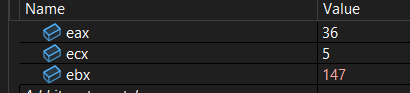 Name Value
eax 36
ecx 5
ebx 147